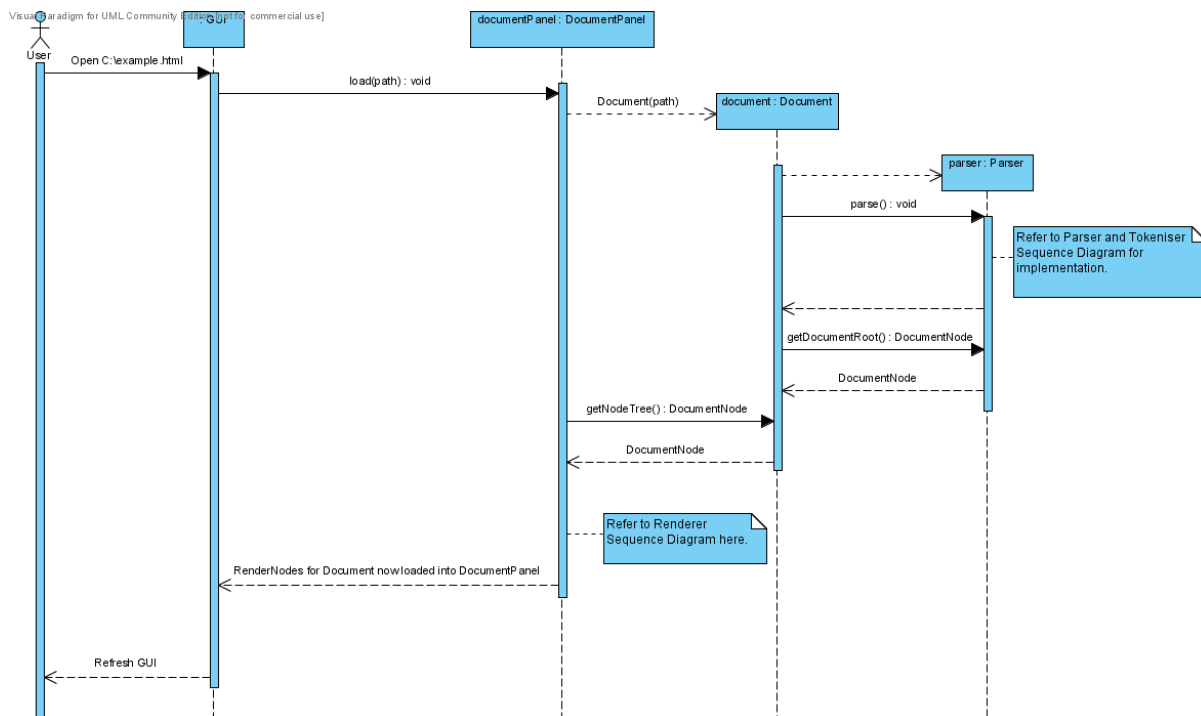 Visual Paradigm for UML Community Edition [not for commercial use]
: GUI
documentPanel : DocumentPanel
User
Open C:\example.html
load(path) : void
Document(path)
document : Document
parser : Parser
parse() : void
Refer to Parser and Tokeniser
Sequence Diagram for
implementation.
getDocumentRoot() : DocumentNode
DocumentNode
getNodeTree() : DocumentNode
DocumentNode
Refer to Renderer
Sequence Diagram here.
RenderNodes for Document now loaded into DocumentPanel
Refresh GUI